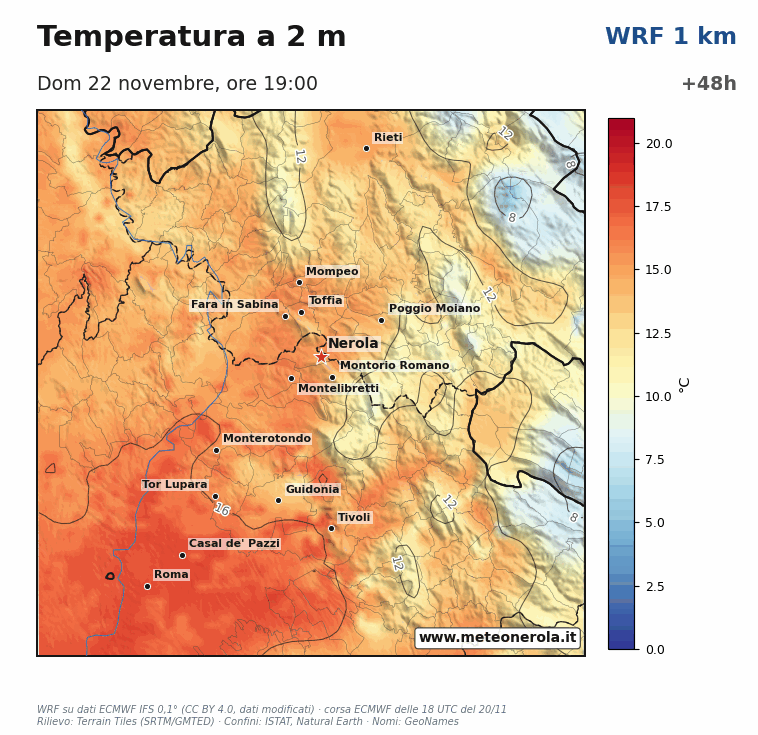 Temperatura a 2 m
WRF 1 km
Dom 22 novembre, ore 19:00
+48h
Rieti
12
12
8
8
12
Mompeo
Fara in Sabina
Toffia
Poggio Moiano
Nerola
Montorio Romano
Montelibretti
Monterotondo
Tor Lupara
Guidonia
16
12
Tivoli
8
Casal de' Pazzi
12
Roma
www.meteonerola.it
20.0
17.5
15.0
12.5
10.0
7.5
5.0
2.5
0.0
°C
WRF su dati ECMWF IFS 0,1° (CC BY 4.0, dati modificati) · corsa ECMWF delle 18 UTC del 20/11
Rilievo: Terrain Tiles (SRTM/GMTED) · Confini: ISTAT, Natural Earth · Nomi: GeoNames